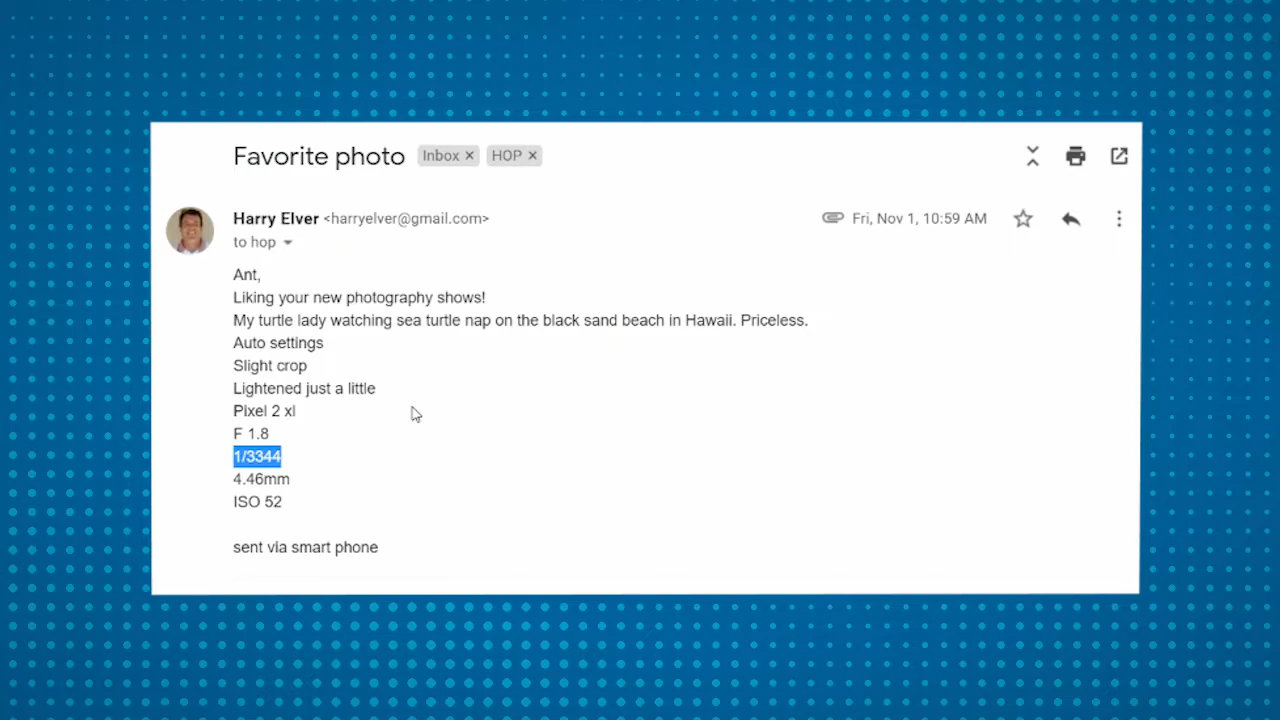 Favorite photo Inbox × HOP ×
Harry Elver <harryelver@gmail.com> Fri, Nov 1, 10:59 AM
to hop
Ant,
Liking your new photography shows!
My turtle lady watching sea turtle nap on the black sand beach in Hawaii. Priceless.
Auto settings
Slight crop
Lightened just a little
Pixel 2 xl
F 1.8
1/3344
4.46mm
ISO 52
sent via smart phone